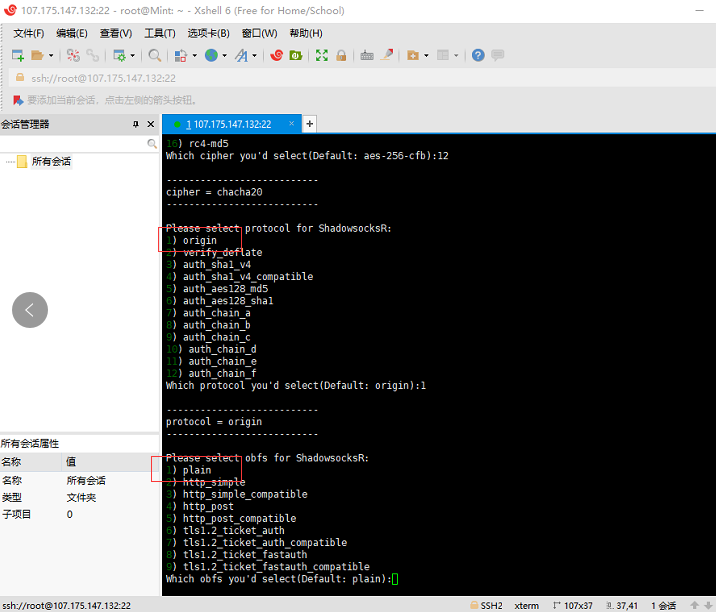 107.175.147.132:22 - root@Mint: ~ - Xshell 6 (Free for Home/School)
文件(F) 编辑(E) 查看(V) 工具(T) 选项卡(B) 窗口(W) 帮助(H)
ssh://root@107.175.147.132:22
要添加当前会话，点击左侧的箭头按钮。
会话管理器
所有会话
所有会话属性
名称 值
名称 所有会话
类型 文件夹
子项目 0
1 107.175.147.132:22
16) rc4-md5
Which cipher you'd select(Default: aes-256-cfb):12
---------------------------
cipher = chacha20
---------------------------
Please select protocol for ShadowsocksR:
1) origin
2) verify_deflate
3) auth_sha1_v4
4) auth_sha1_v4_compatible
5) auth_aes128_md5
6) auth_aes128_sha1
7) auth_chain_a
8) auth_chain_b
9) auth_chain_c
10) auth_chain_d
11) auth_chain_e
12) auth_chain_f
Which protocol you'd select(Default: origin):1
---------------------------
protocol = origin
---------------------------
Please select obfs for ShadowsocksR:
1) plain
2) http_simple
3) http_simple_compatible
4) http_post
5) http_post_compatible
6) tls1.2_ticket_auth
7) tls1.2_ticket_auth_compatible
8) tls1.2_ticket_fastauth
9) tls1.2_ticket_fastauth_compatible
Which obfs you'd select(Default: plain):
ssh://root@107.175.147.132:22 SSH2 xterm 107x37 37,41 1 会话